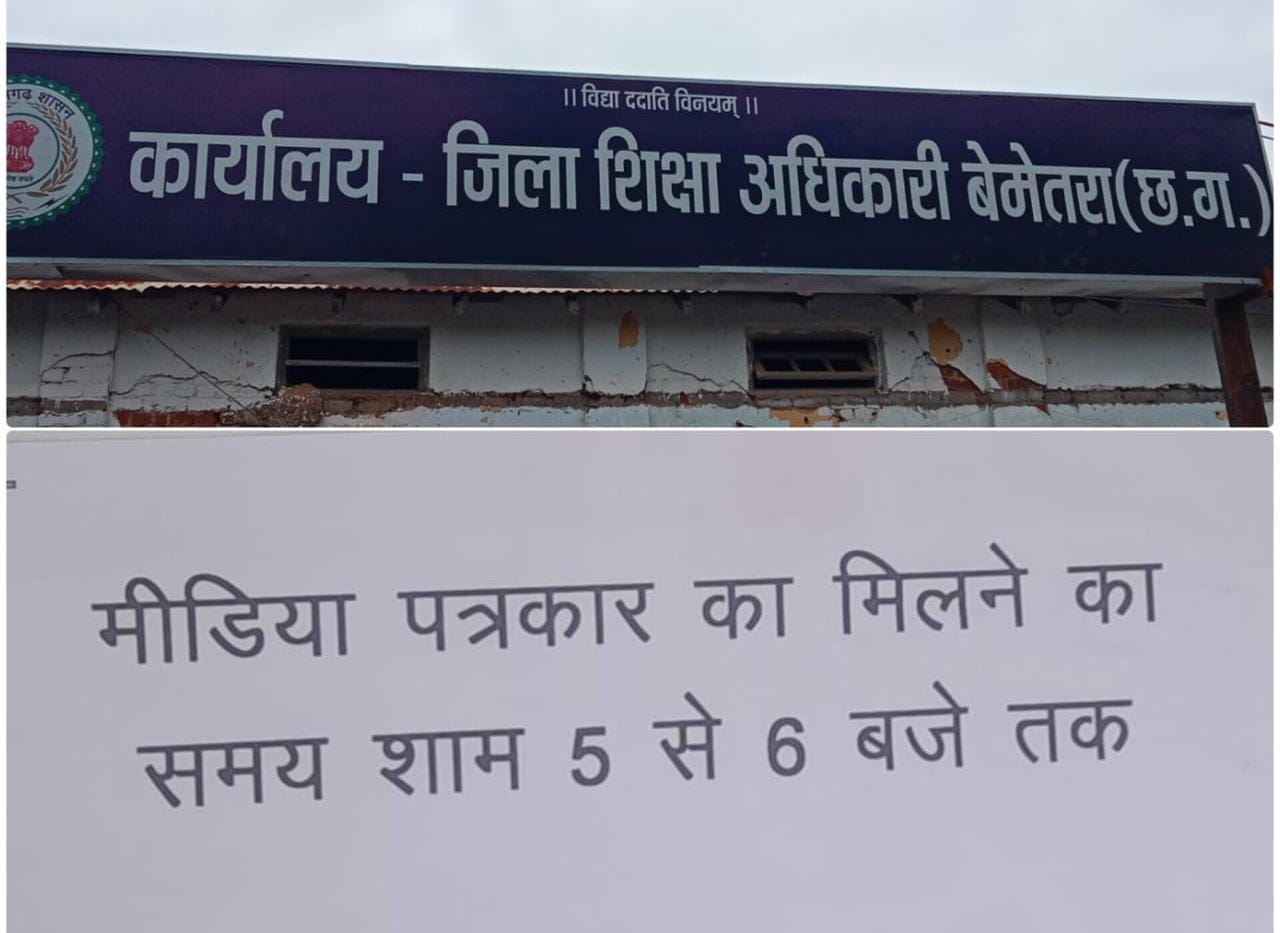 ।। विद्या ददाति विनयम् ।।
कार्यालय - जिला शिक्षा अधिकारी बेमेतरा(छ.ग.)
मीडिया पत्रकार का मिलने का
समय शाम 5 से 6 बजे तक